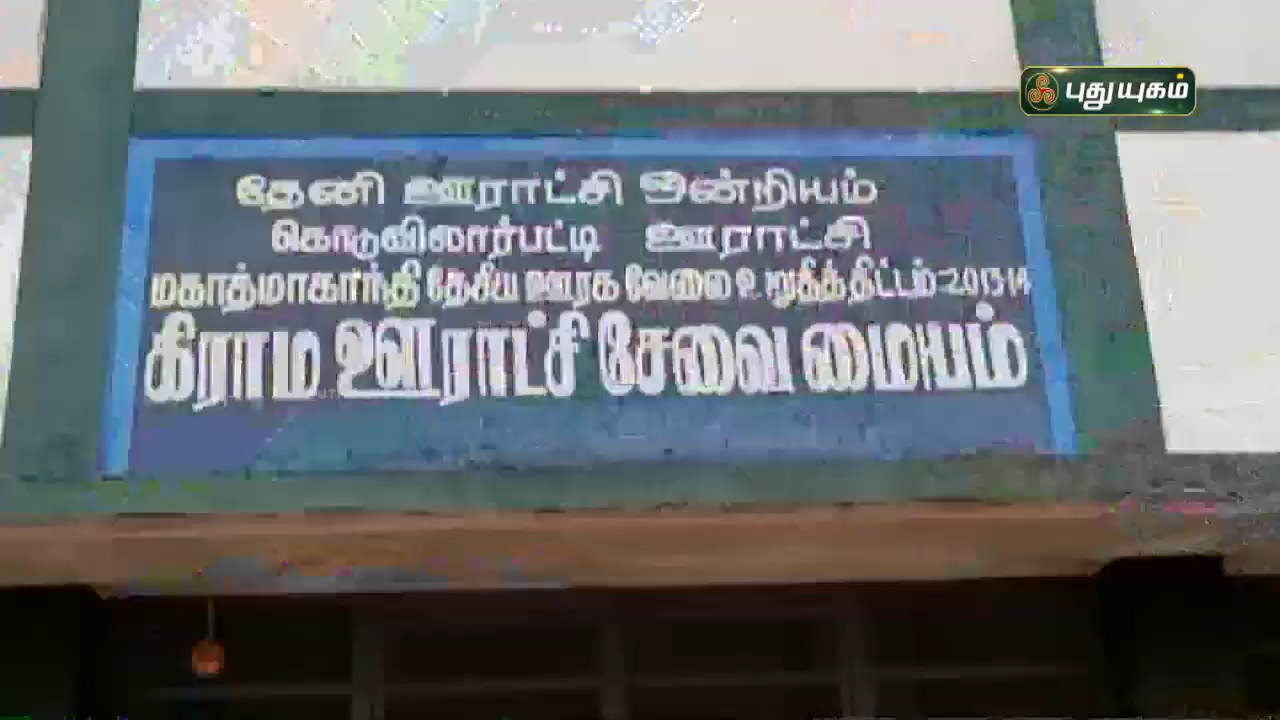 புதுயுகம்
தேனி ஊராட்சி ஒன்றியம்
கொடுவிலார்பட்டி ஊராட்சி
மகாத்மாகாந்தி தேசிய ஊரக வேலை உறுதித்திட்டம்-2013-14
கிராம ஊராட்சி சேவை மையம்